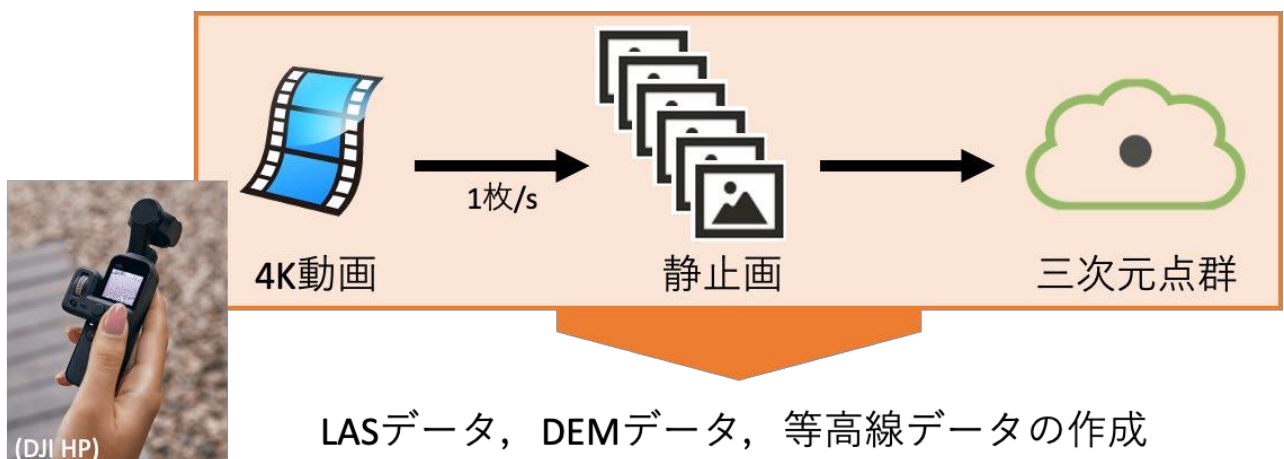 1枚/s
4K動画
静止画
三次元点群
(DJI HP)
LASデータ，DEMデータ，等高線データの作成